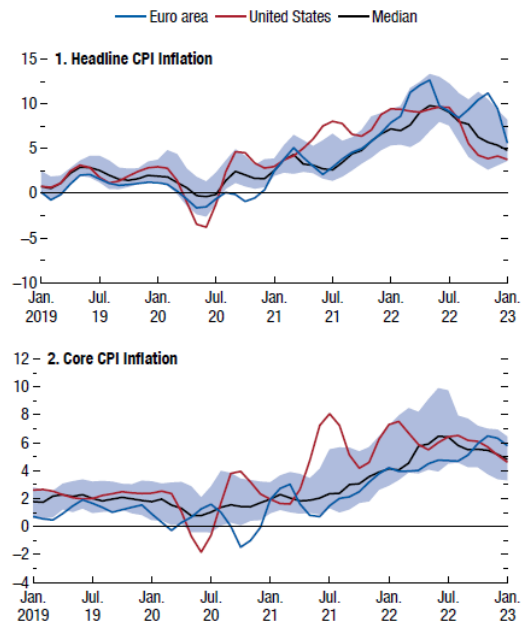 Euro area United States Median
1. Headline CPI Inflation
15
10
5
0
−5
−10
Jan. Jul. Jan. Jul. Jan. Jul. Jan. Jul. Jan.
2019 19 20 20 21 21 22 22 23
2. Core CPI Inflation
12
10
8
6
4
2
0
−2
−4
Jan. Jul. Jan. Jul. Jan. Jul. Jan. Jul. Jan.
2019 19 20 20 21 21 22 22 23